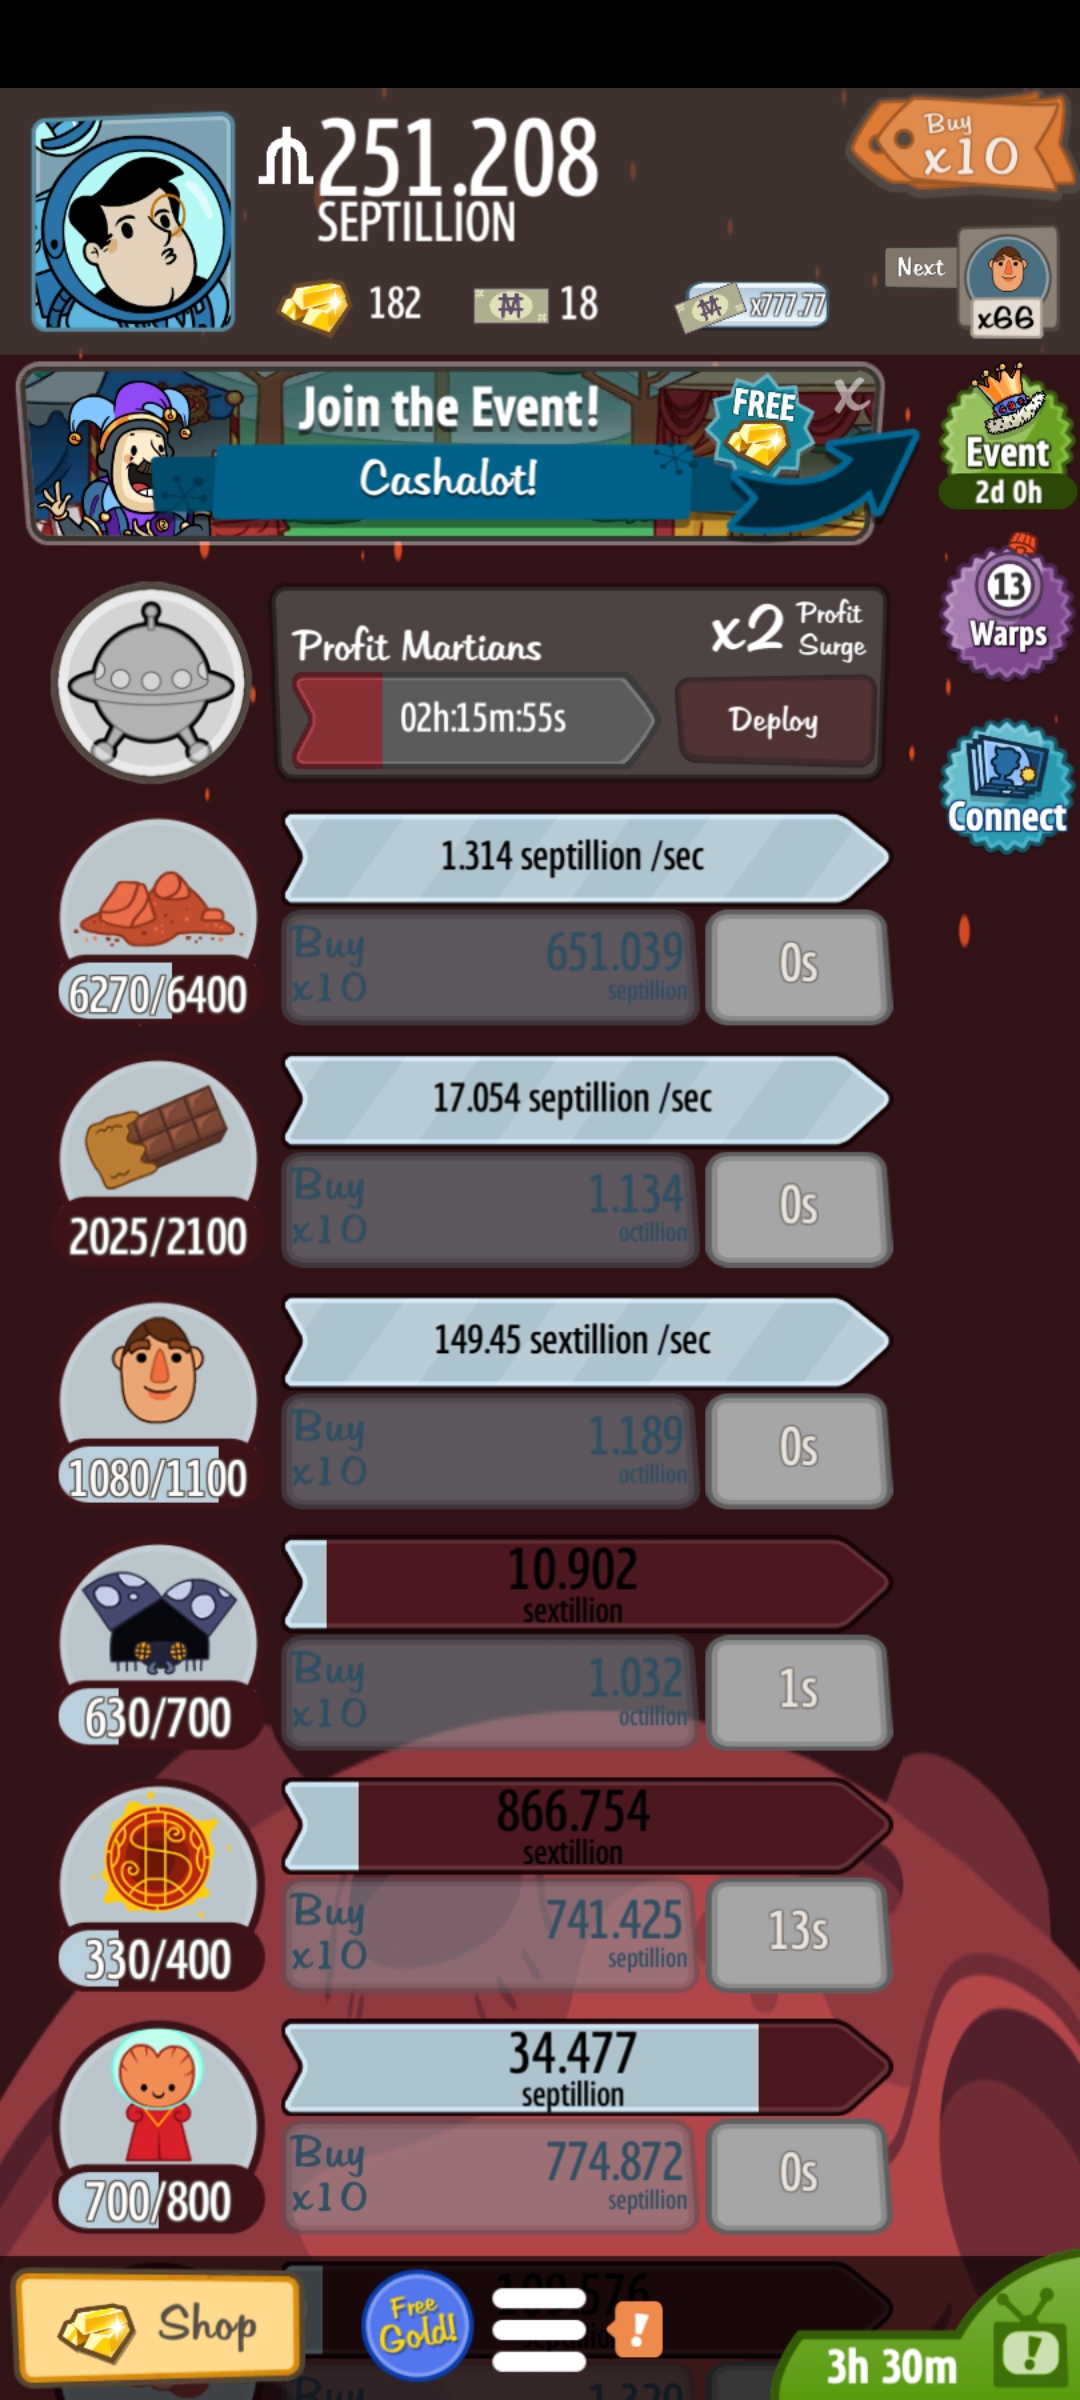 251.208
SEPTILLION
Buy
x10
182
18
x777.77
Next
x66
Join the Event!
Cashalot!
FREE
X
Event
2d 0h
13
Warps
Connect
Profit Martians
x2 Profit
Surge
02h:15m:55s
Deploy
1.314 septillion /sec
6270/6400
Buy
x10
651.039
septillion
0s
17.054 septillion /sec
2025/2100
Buy
x10
1.134
octillion
0s
149.45 sextillion /sec
1080/1100
Buy
x10
1.189
octillion
0s
10.902
sextillion
630/700
Buy
x10
1.032
octillion
1s
866.754
sextillion
330/400
Buy
x10
741.425
septillion
13s
34.477
septillion
700/800
Buy
x10
774.872
septillion
0s
Shop
Free
Gold!
!
3h 30m
!
Buy